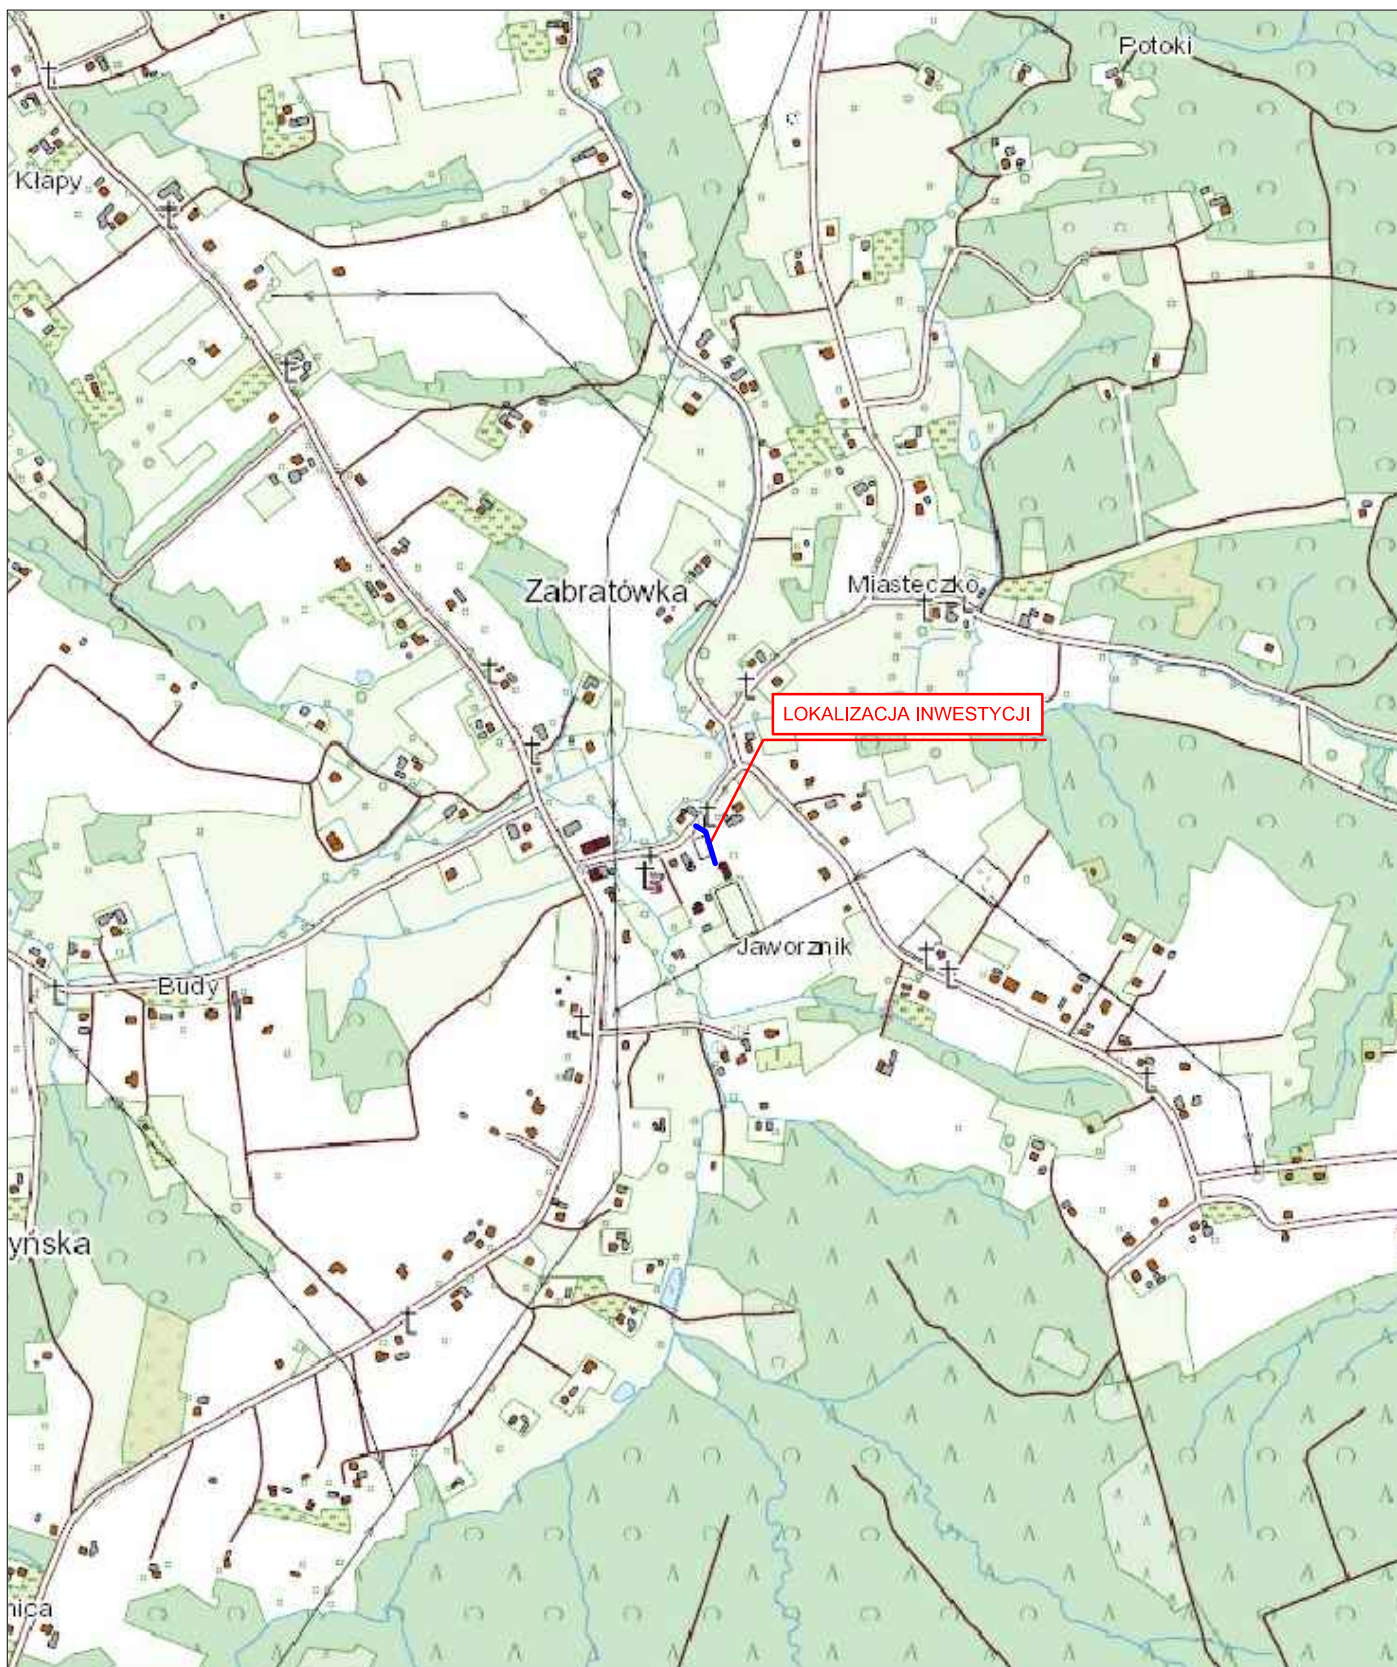 Potoki
Kłapy
Zabratówka
Miasteczko
LOKALIZACJA INWESTYCJI
Jaworznik
Budy
yńska
nica